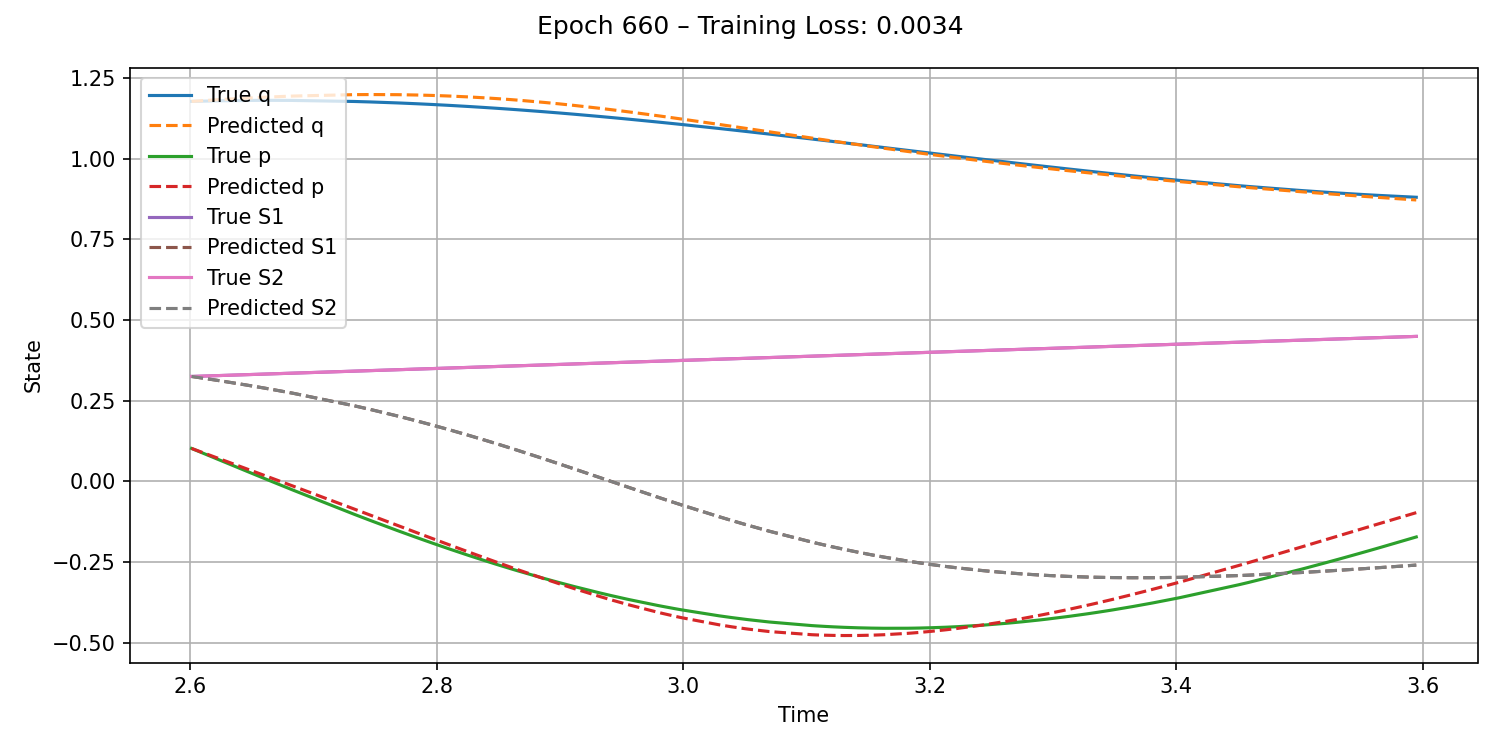 Epoch 660 – Training Loss: 0.0034
True q
Predicted q
True p
Predicted p
True S1
Predicted S1
True S2
Predicted S2
1.25
1.00
0.75
0.50
0.25
0.00
−0.25
−0.50
State
2.6 2.8 3.0 3.2 3.4 3.6
Time